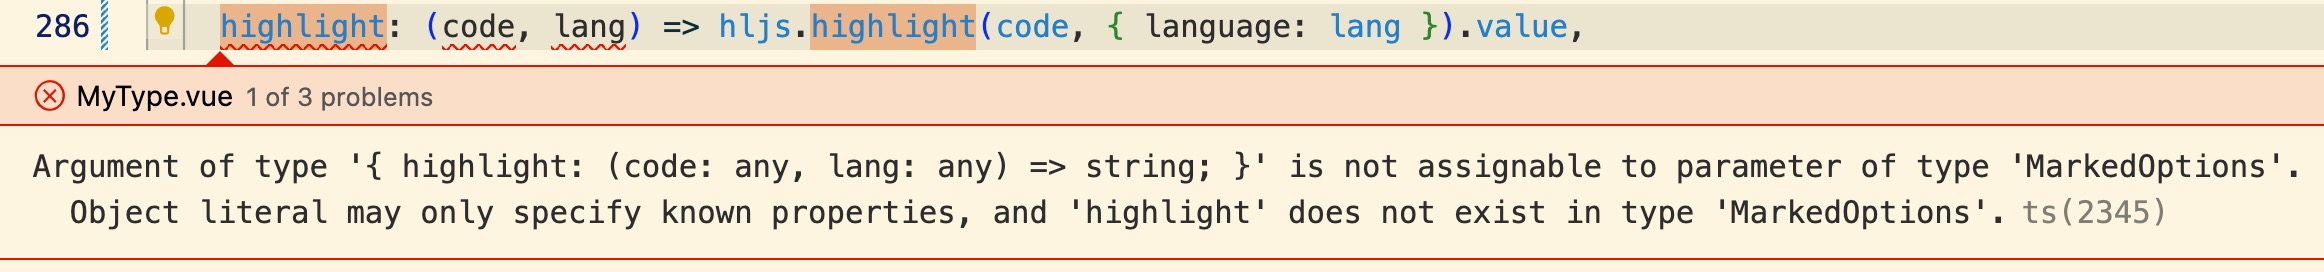 286 highlight: (code, lang) => hljs.highlight(code, { language: lang }).value,
MyType.vue 1 of 3 problems
Argument of type '{ highlight: (code: any, lang: any) => string; }' is not assignable to parameter of type 'MarkedOptions'.
Object literal may only specify known properties, and 'highlight' does not exist in type 'MarkedOptions'. ts(2345)